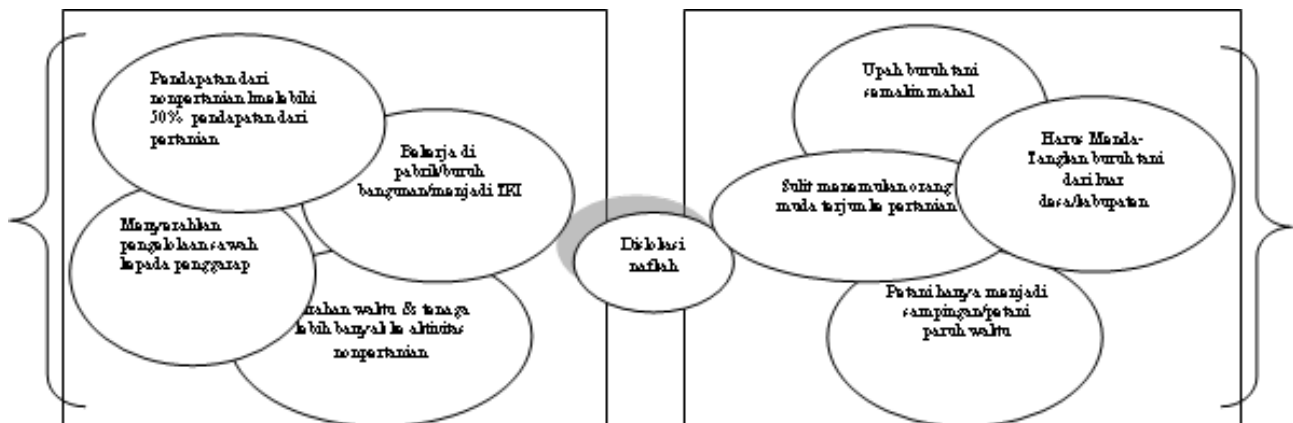 Pendapatan dari
nonpertanian lmelebihi
50% pendapatan dari
pertanian
Bekerja di
pabrik/buruh
bangunan/menjadi TKI
Menyerahkan
pengelolaan sawah
kepada penggarap
rahan waktu & tenaga
lebih banyak ke aktivitas
nonpertanian
Dislokasi
nafkah
Upah buruh tani
semakin mahal
Sulit menemukan orang
muda terjun ke pertanian
Harus Menda-
Tangkan buruh tani
dari luar
desa/kabupaten
Petani hanya menjadi
sampingan/petani
paruh waktu